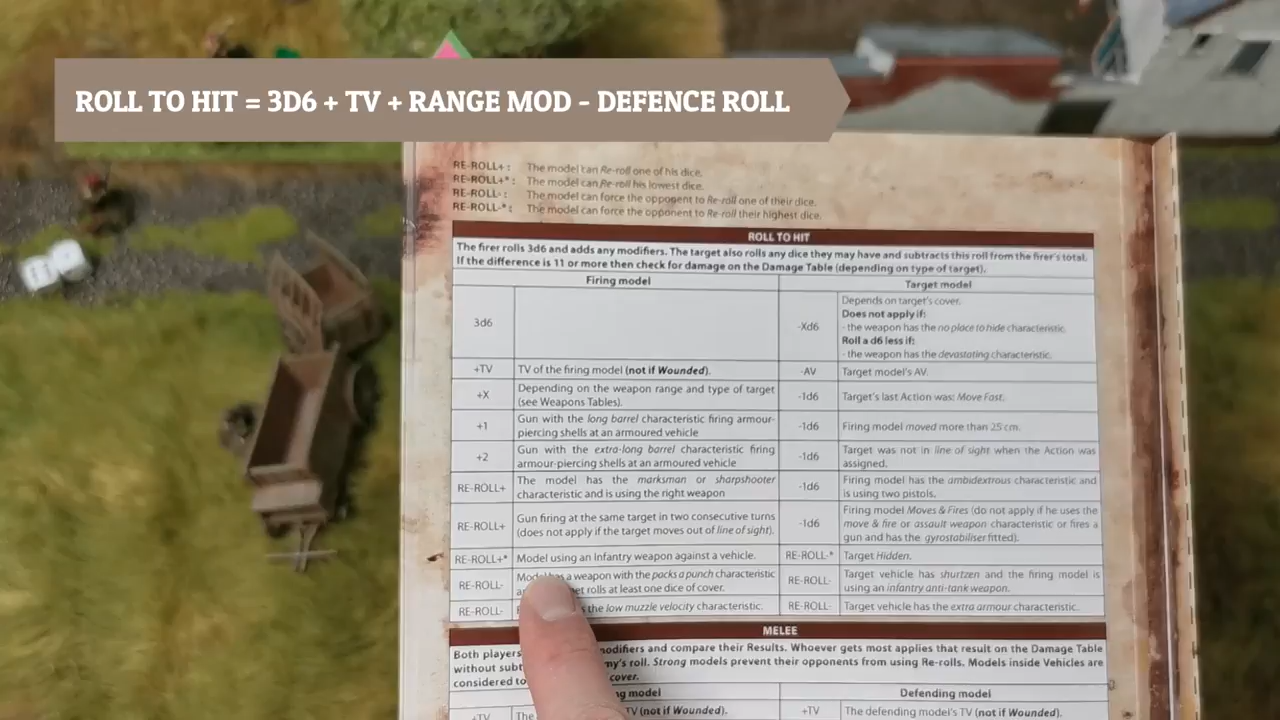 ROLL TO HIT = 3D6 + TV + RANGE MOD - DEFENCE ROLL
RE-ROLL+ : The model can Re-roll one of his dice.
RE-ROLL+* : The model can Re-roll his lowest dice.
RE-ROLL- : The model can force the opponent to Re-roll one of their dice.
RE-ROLL-* : The model can force the opponent to Re-roll their highest dice.
ROLL TO HIT
The firer rolls 3d6 and adds any modifiers. The target also rolls any dice they may have and subtracts this roll from the firer's total.
If the difference is 11 or more then check for damage on the Damage Table (depending on type of target).
Firing model Target model
3d6
-Xd6 Depends on target's cover.
Does not apply if:
- the weapon has the no place to hide characteristic.
Roll a d6 less if:
- the weapon has the devastating characteristic.
+TV TV of the firing model (not if Wounded).
-AV Target model's AV.
+X Depending on the weapon range and type of target
(see Weapons Tables).
-1d6 Target's last Action was: Move Fast.
+1 Gun with the long barrel characteristic firing armour-
piercing shells at an armoured vehicle
-1d6 Firing model moved more than 25 cm.
+2 Gun with the extra-long barrel characteristic firing
armour-piercing shells at an armoured vehicle
-1d6 Target was not in line of sight when the Action was
assigned.
RE-ROLL+ The model has the marksman or sharpshooter
characteristic and is using the right weapon
-1d6 Firing model has the ambidextrous characteristic and
is using two pistols.
RE-ROLL+ Gun firing at the same target in two consecutive turns
(does not apply if the target moves out of line of sight).
-1d6 Firing model Moves & Fires (do not apply if he uses the
move & fire or assault weapon characteristic or fires a
gun and has the gyrostabiliser fitted).
RE-ROLL+* Model using an Infantry weapon against a vehicle.
RE-ROLL-* Target Hidden.
RE-ROLL- a weapon with the packs a punch characteristic
rolls at least one dice of cover.
RE-ROLL- Target vehicle has shurtzen and the firing model is
using an infantry anti-tank weapon.
RE-ROLL- the low muzzle velocity characteristic.
RE-ROLL- Target vehicle has the extra armour characteristic.
MELEE
Both players modifiers and compare their Results. Whoever gets most applies that result on the Damage Table
without roll. Strong models prevent their opponents from using Re-rolls. Models inside Vehicles are
considered cover.
model Defending model
+TV The TV (not if Wounded).
+TV The defending model's TV (not if Wounded).